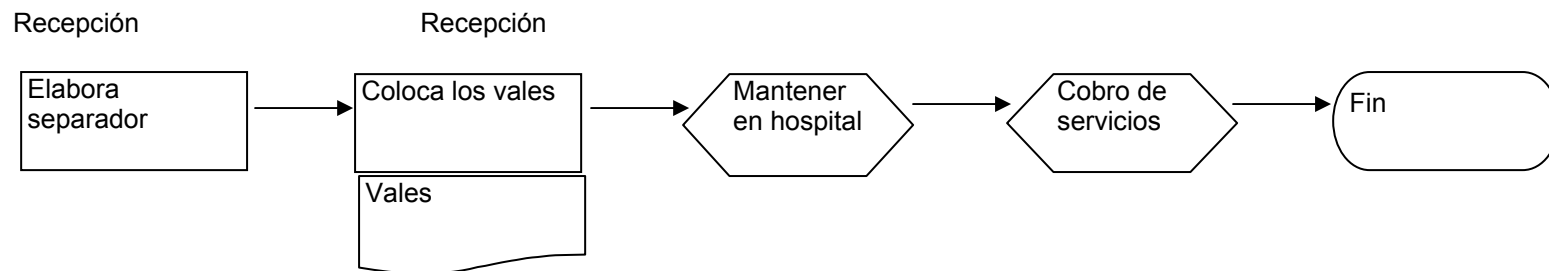 Recepción
Recepción
Elabora
separador
Coloca los vales
Vales
Mantener
en hospital
Cobro de
servicios
Fin